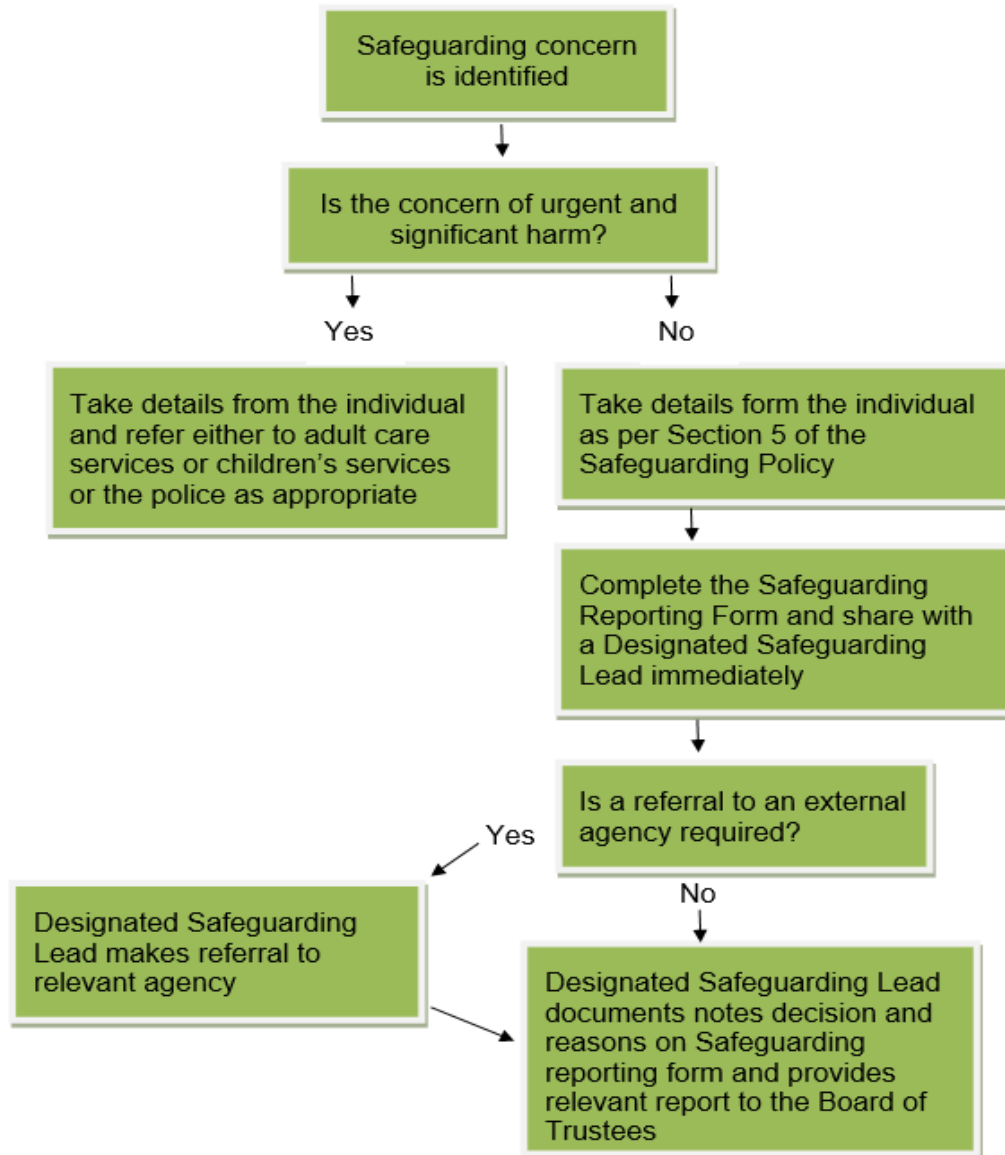 Safeguarding concern
is identified
Is the concern of urgent and
significant harm?
Yes
No
Take details from the individual
and refer either to adult care
services or children’s services
or the police as appropriate
Take details form the individual
as per Section 5 of the
Safeguarding Policy
Complete the Safeguarding
Reporting Form and share with
a Designated Safeguarding
Lead immediately
Is a referral to an external
agency required?
Yes
No
Designated Safeguarding
Lead makes referral to
relevant agency
Designated Safeguarding Lead
documents notes decision and
reasons on Safeguarding
reporting form and provides
relevant report to the Board of
Trustees